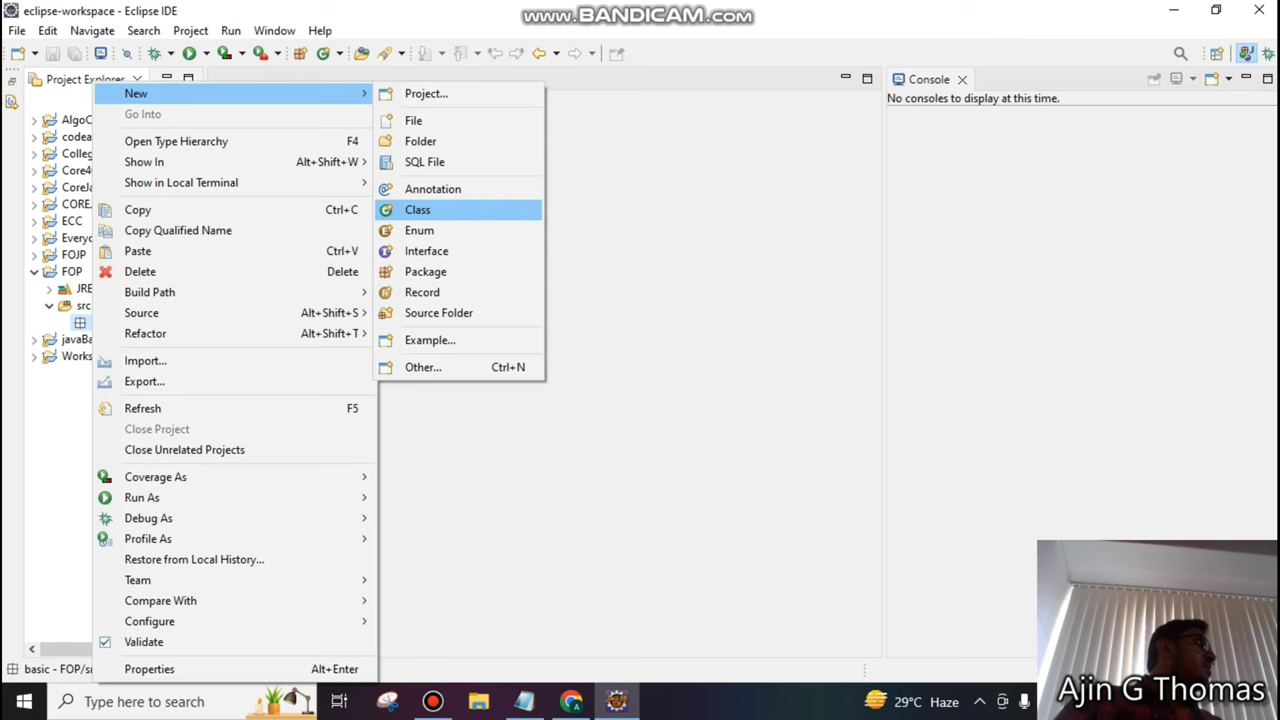 eclipse-workspace - Eclipse IDE
www.BANDICAM.com
File Edit Navigate Search Project Run Window Help
Project Explorer
Console
No consoles to display at this time.
AlgoC
codea
Colleg
Core4
CoreJa
CORE
ECC
Everyc
FOJP
FOP
JRE
src
javaBa
Works
New
Go Into
Open Type Hierarchy F4
Show In Alt+Shift+W
Show in Local Terminal
Copy Ctrl+C
Copy Qualified Name
Paste Ctrl+V
Delete Delete
Build Path
Source Alt+Shift+S
Refactor Alt+Shift+T
Import...
Export...
Refresh F5
Close Project
Close Unrelated Projects
Coverage As
Run As
Debug As
Profile As
Restore from Local History...
Team
Compare With
Configure
Validate
Properties Alt+Enter
Project...
File
Folder
SQL File
Annotation
Class
Enum
Interface
Package
Record
Source Folder
Example...
Other... Ctrl+N
basic - FOP/sr
Ajin G Thomas
Type here to search
29°C Haze